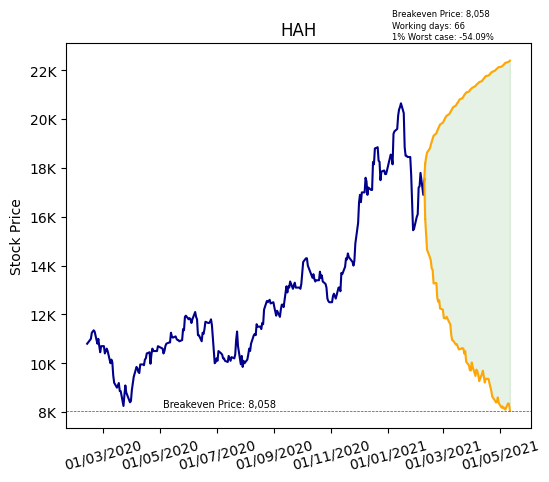 Breakeven Price: 8,058
Working days: 66
1% Worst case: -54.09%
HAH
Stock Price
22K
20K
18K
16K
14K
12K
10K
8K
Breakeven Price: 8,058
01/03/2020
01/05/2020
01/07/2020
01/09/2020
01/11/2020
01/01/2021
01/03/2021
01/05/2021